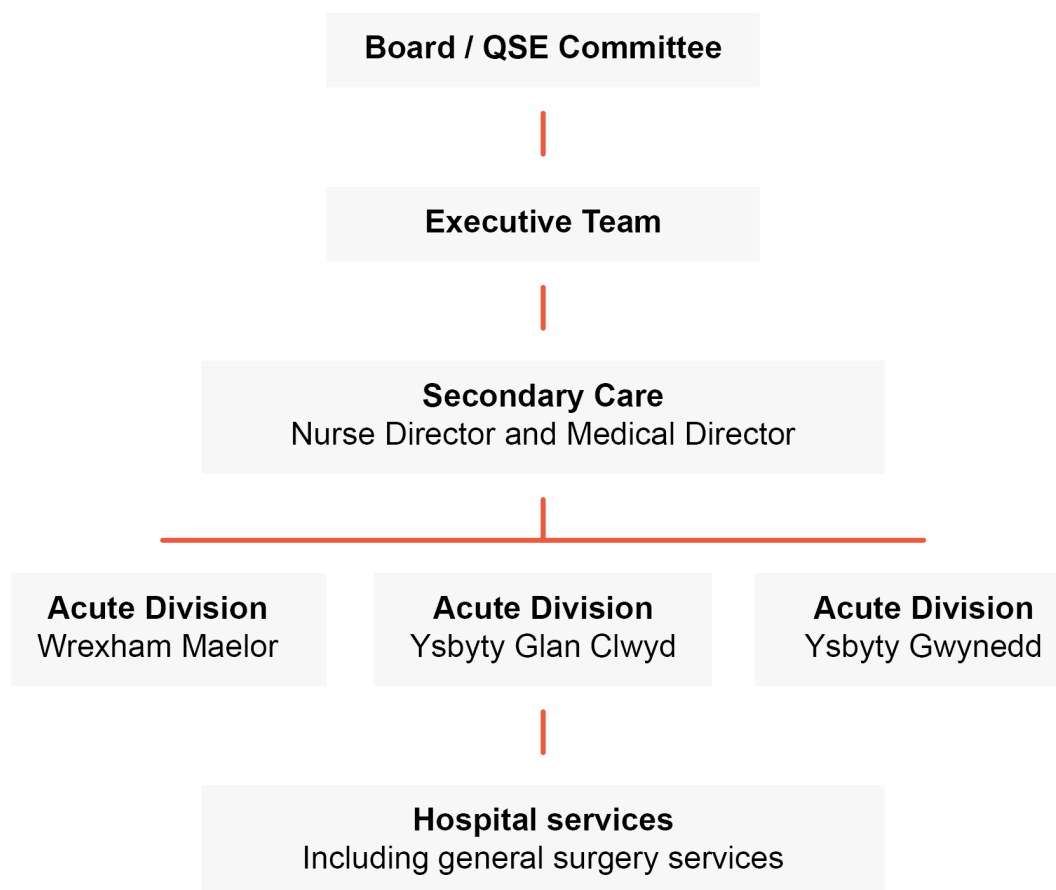 Board / QSE Committee
Executive Team
Secondary Care
Nurse Director and Medical Director
Acute Division
Wrexham Maelor
Acute Division
Ysbyty Glan Clwyd
Acute Division
Ysbyty Gwynedd
Hospital services
Including general surgery services